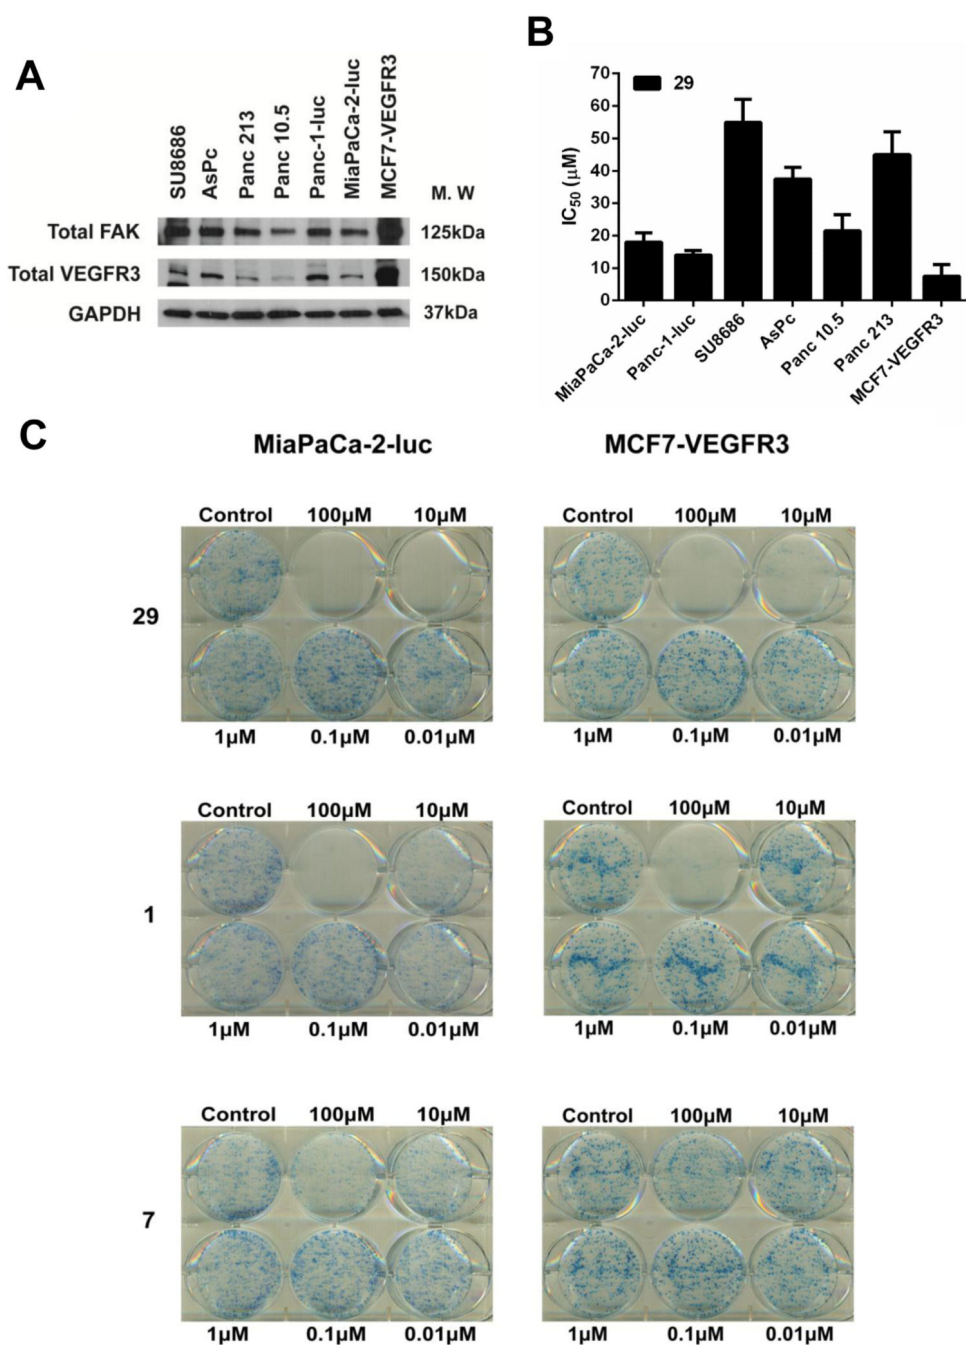 A
SU8686
AsPc
Panc 213
Panc 10.5
Panc-1-luc
MiaPaCa-2-luc
MCF7-VEGFR3
M. W
Total FAK
125kDa
Total VEGFR3
150kDa
GAPDH
37kDa
B
29
70
60
50
40
30
20
10
0
IC50 (µM)
MiaPaCa-2-luc
Panc-1-luc
SU8686
AsPc
Panc 10.5
Panc 213
MCF7-VEGFR3
C
MiaPaCa-2-luc
MCF7-VEGFR3
Control 100µM 10µM
Control 100µM 10µM
29
1µM 0.1µM 0.01µM
1µM 0.1µM 0.01µM
Control 100µM 10µM
Control 100µM 10µM
1
1µM 0.1µM 0.01µM
1µM 0.1µM 0.01µM
Control 100µM 10µM
Control 100µM 10µM
7
1µM 0.1µM 0.01µM
1µM 0.1µM 0.01µM